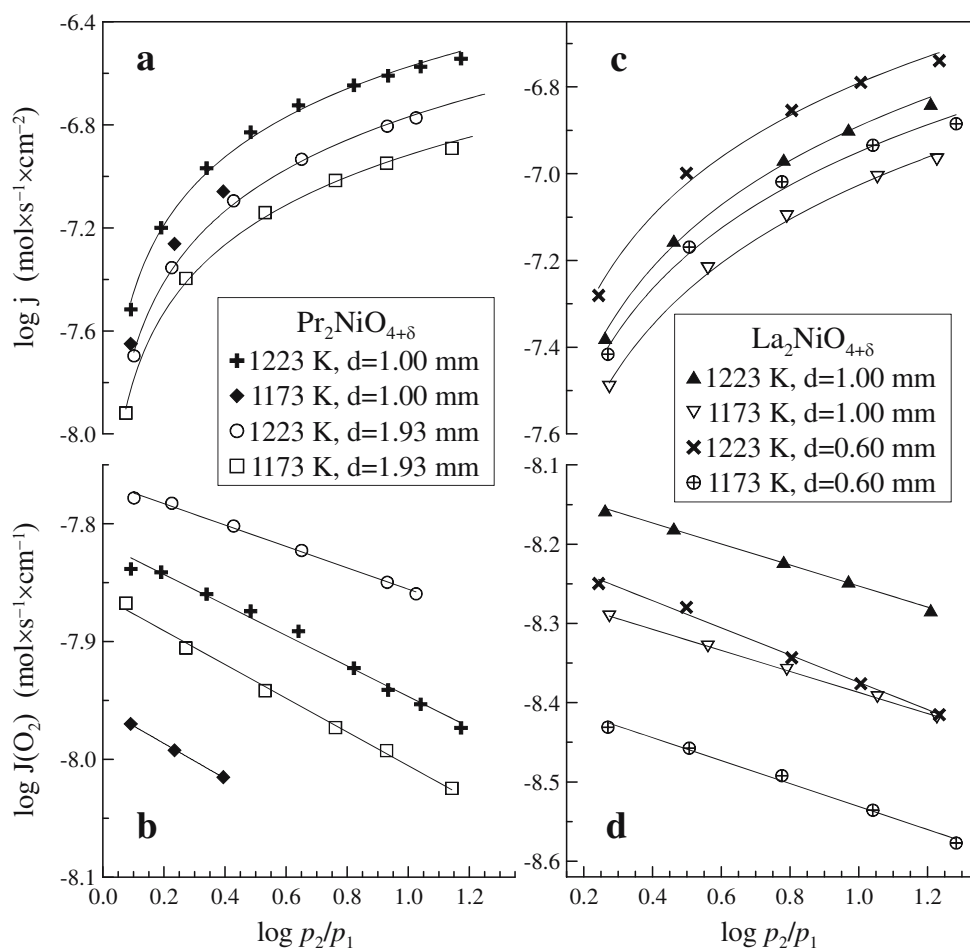 a
c
-6.4
-6.8
-7.2
-7.6
-8.0
log j (mol×s⁻¹×cm⁻²)
-6.8
-7.0
-7.2
-7.4
-7.6
Pr₂NiO₄₊δ
1223 K, d=1.00 mm
1173 K, d=1.00 mm
1223 K, d=1.93 mm
1173 K, d=1.93 mm
La₂NiO₄₊δ
1223 K, d=1.00 mm
1173 K, d=1.00 mm
1223 K, d=0.60 mm
1173 K, d=0.60 mm
-7.8
-7.9
-8.0
-8.1
log J(O₂) (mol×s⁻¹×cm⁻¹)
-8.1
-8.2
-8.3
-8.4
-8.5
-8.6
b
d
0.0 0.2 0.4 0.6 0.8 1.0 1.2
0.2 0.4 0.6 0.8 1.0 1.2
log p₂/p₁
log p₂/p₁